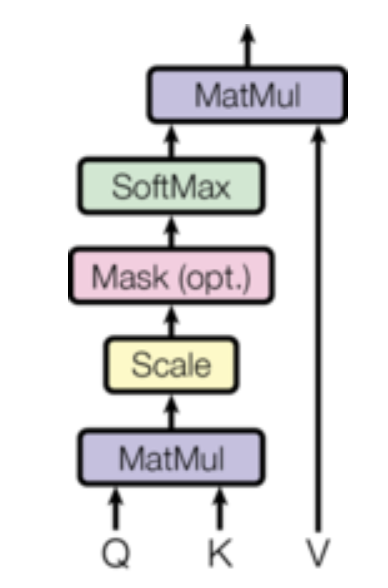 MatMul
SoftMax
Mask (opt.)
Scale
MatMul
Q K V